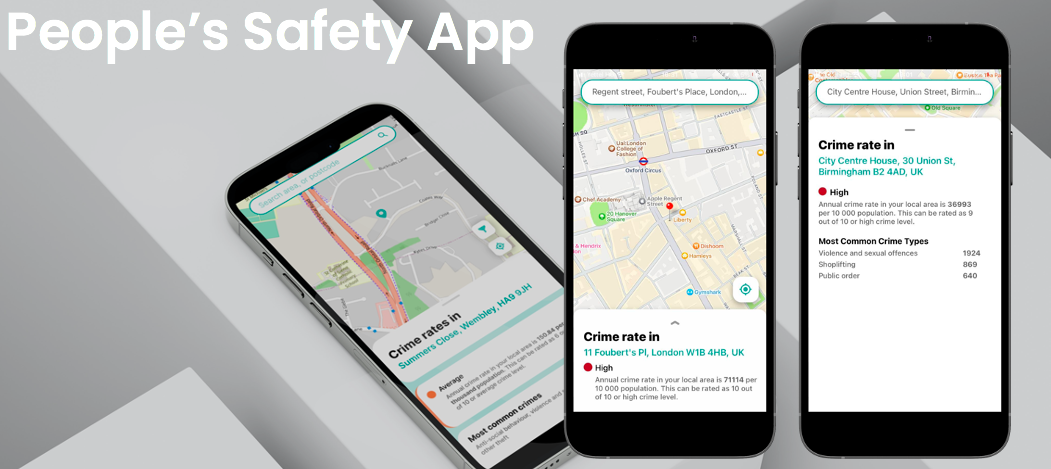 People's Safety App
Search area, or postcode
Crime rates in
Summers Close, Wembley, HA9 9JH
Average
Annual crime rate in your local area is 150.84 per
thousand population. This can be rated as
of 10 or average crime level.
Most common crimes
Anti-social behaviour, violence and
other theft
Regent street, Foubert's Place, London,...
EASTCASTLE ST
Ual London
College of
Fashion
OXFORD ST
Oxford Circus
Chef Academy
Apple Regent
Street
20 Hanover
Square
Liberty
& Hendrix
Dishoom
Hamleys
BEAK ST
Gymshark
Crime rate in
11 Foubert's Pl, London W1B 4HB, UK
High
Annual crime rate in your local area is 71114 per
10 000 population. This can be rated as 10 out
of 10 or high crime level.
City Centre House, Union Street, Birmin...
Old Square
Crime rate in
City Centre House, 30 Union St,
Birmingham B2 4AD, UK
High
Annual crime rate in your local area is 36993
per 10 000 population. This can be rated as 9
out of 10 or high crime level.
Most Common Crime Types
Violence and sexual offences 1924
Shoplifting 869
Public order 640